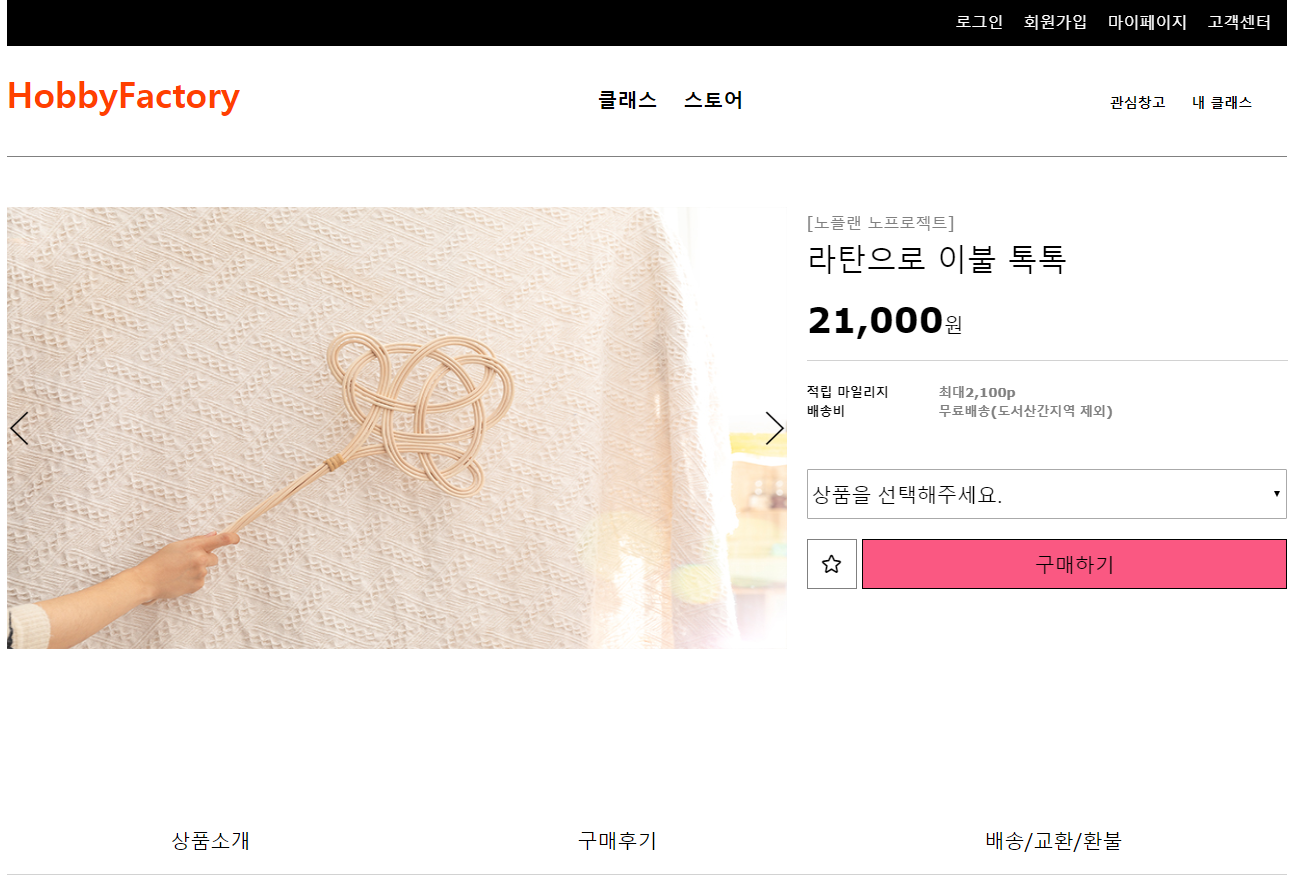 로그인 회원가입 마이페이지 고객센터
HobbyFactory 클래스 스토어 관심창고 내 클래스
[노플랜 노프로젝트]
라탄으로 이불 톡톡
21,000원
적립 마일리지 최대2,100p
배송비 무료배송(도서산간지역 제외)
상품을 선택해주세요.
구매하기
상품소개 구매후기 배송/교환/환불